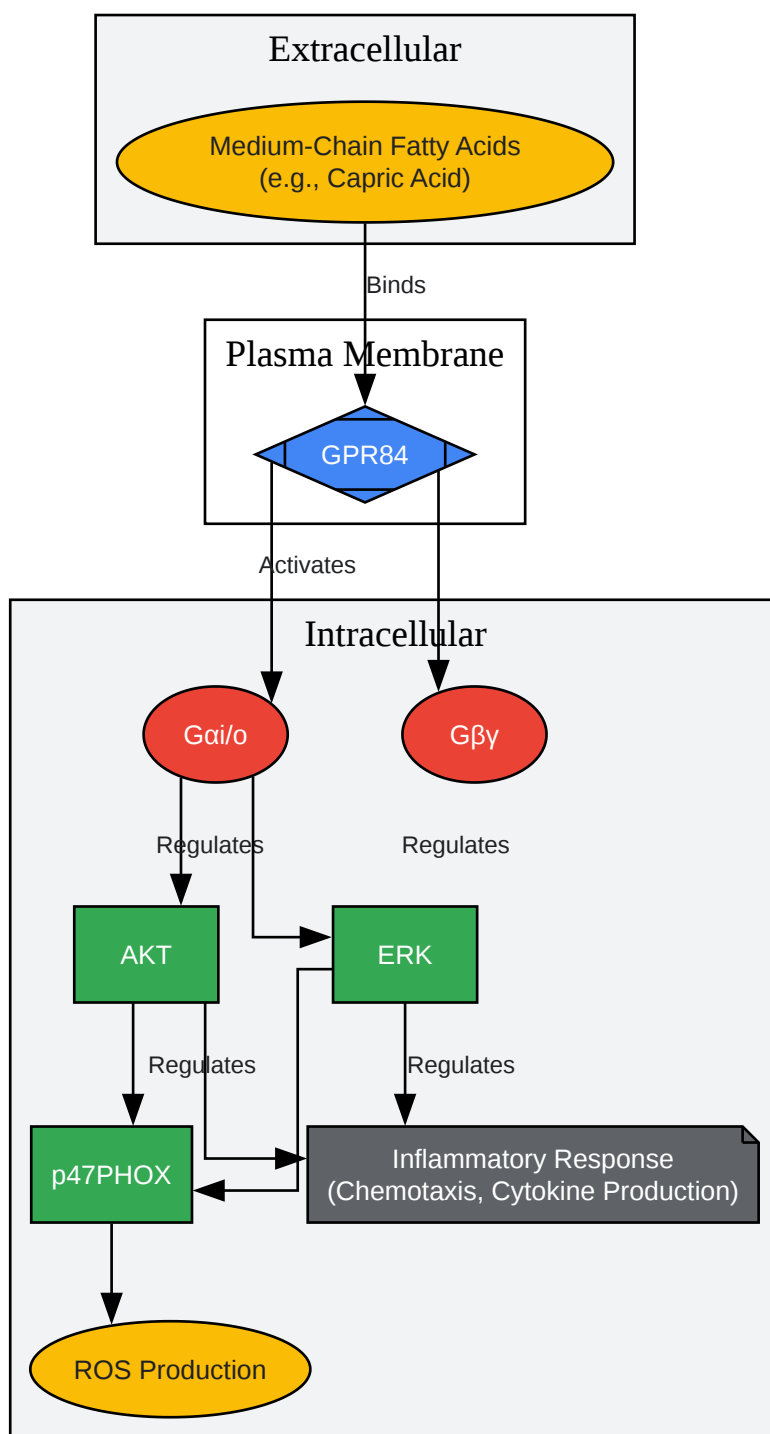 Extracellular
Medium-Chain Fatty Acids
(e.g., Capric Acid)
Binds
Plasma Membrane
GPR84
Activates
Intracellular
Gαi/o
Gβγ
Regulates
Regulates
AKT
ERK
Regulates
Regulates
p47PHOX
Inflammatory Response
(Chemotaxis, Cytokine Production)
ROS Production